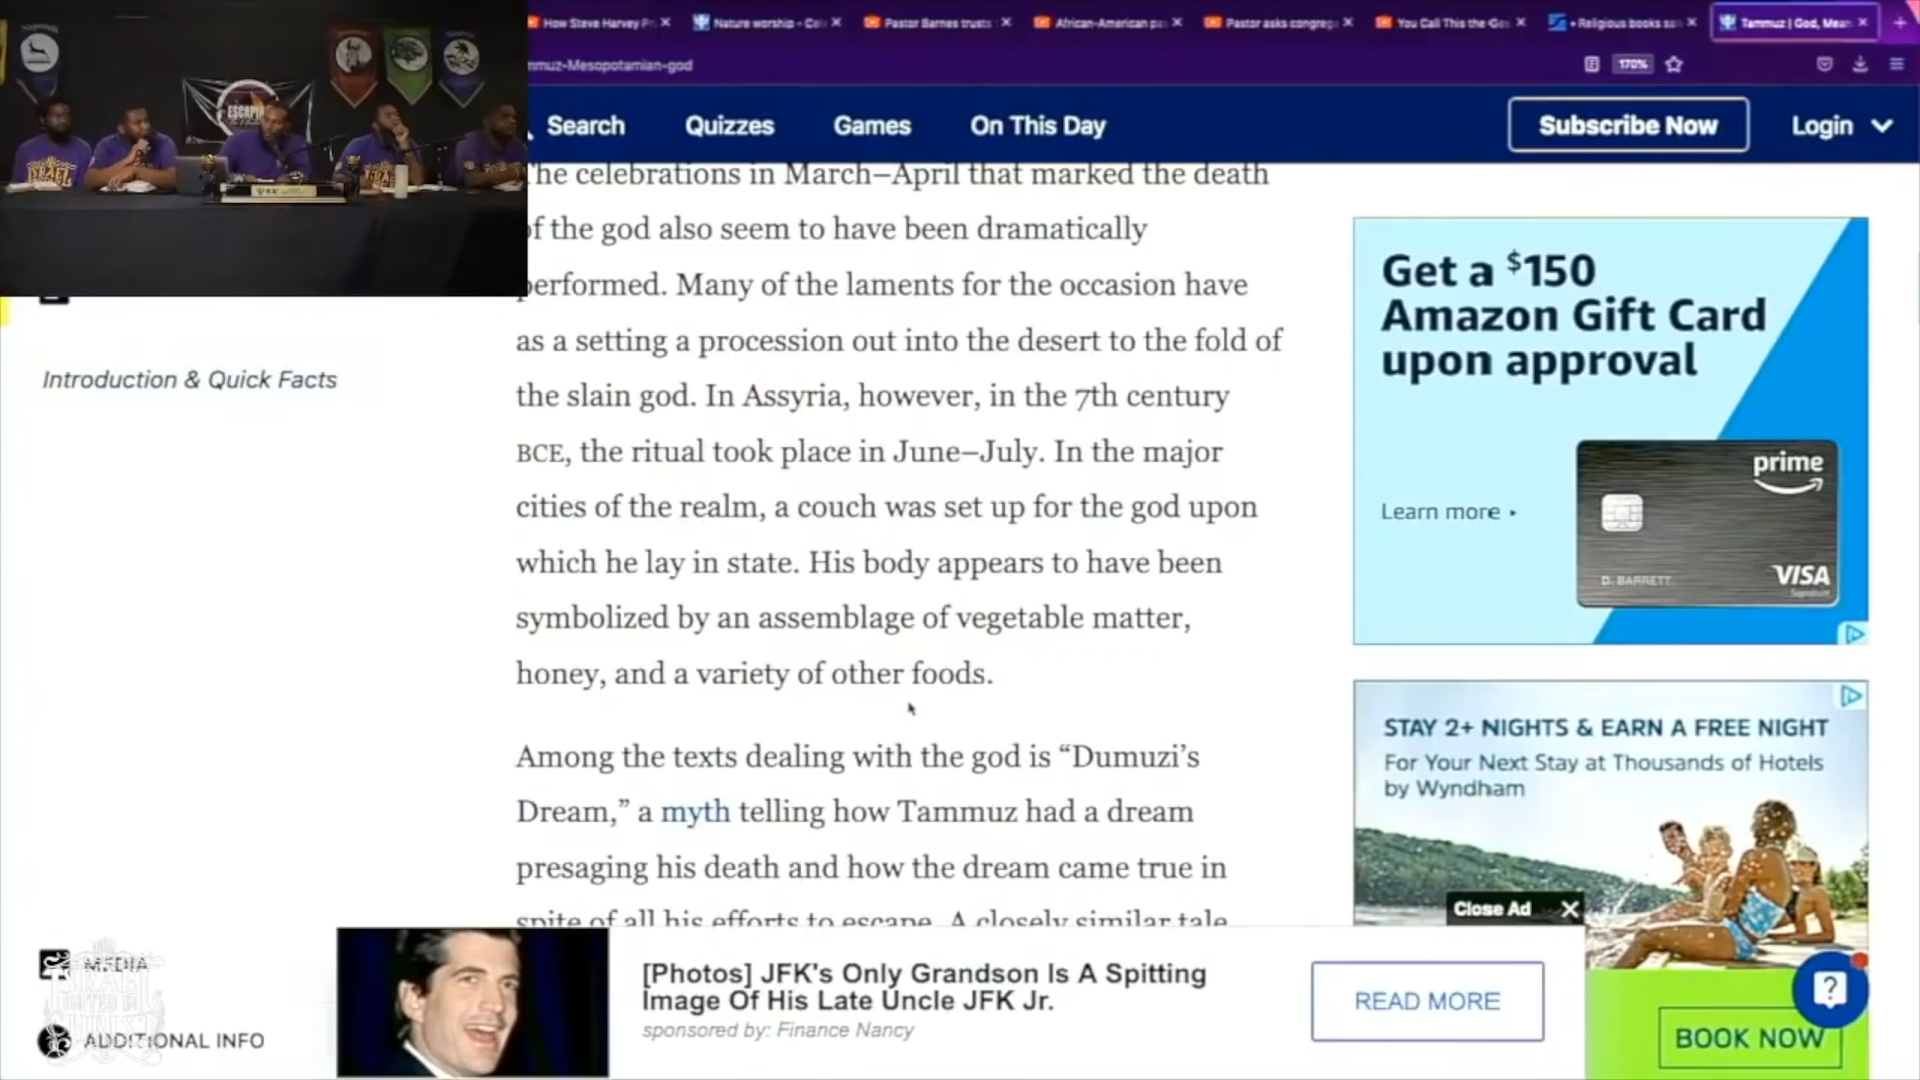 How Steve Harvey Pr
Nature worship - Cel
Pastor Barnes trusts
African-American pa
Pastor asks congreg
You Call This the Go
• Religious books sa
Tammuz | God, Mean
mmuz-Mesopotamian-god
170%
Search
Quizzes
Games
On This Day
Subscribe Now
Login
ESCAPIN
ISRAEL
ISRAEL
The celebrations in March–April that marked the death
of the god also seem to have been dramatically
performed. Many of the laments for the occasion have
as a setting a procession out into the desert to the fold of
the slain god. In Assyria, however, in the 7th century
BCE, the ritual took place in June–July. In the major
cities of the realm, a couch was set up for the god upon
which he lay in state. His body appears to have been
symbolized by an assemblage of vegetable matter,
honey, and a variety of other foods.
Among the texts dealing with the god is “Dumuzi’s
Dream,” a myth telling how Tammuz had a dream
presaging his death and how the dream came true in
spite of all his efforts to escape. A closely similar tale
Introduction & Quick Facts
MEDIA
ADDITIONAL INFO
ISRAEL
UNITED IN
CHRIST
Get a $150
Amazon Gift Card
upon approval
Learn more
prime
D. BARRETT
VISA
Signature
STAY 2+ NIGHTS & EARN A FREE NIGHT
For Your Next Stay at Thousands of Hotels
by Wyndham
Close Ad
BOOK NOW
[Photos] JFK's Only Grandson Is A Spitting
Image Of His Late Uncle JFK Jr.
sponsored by: Finance Nancy
READ MORE